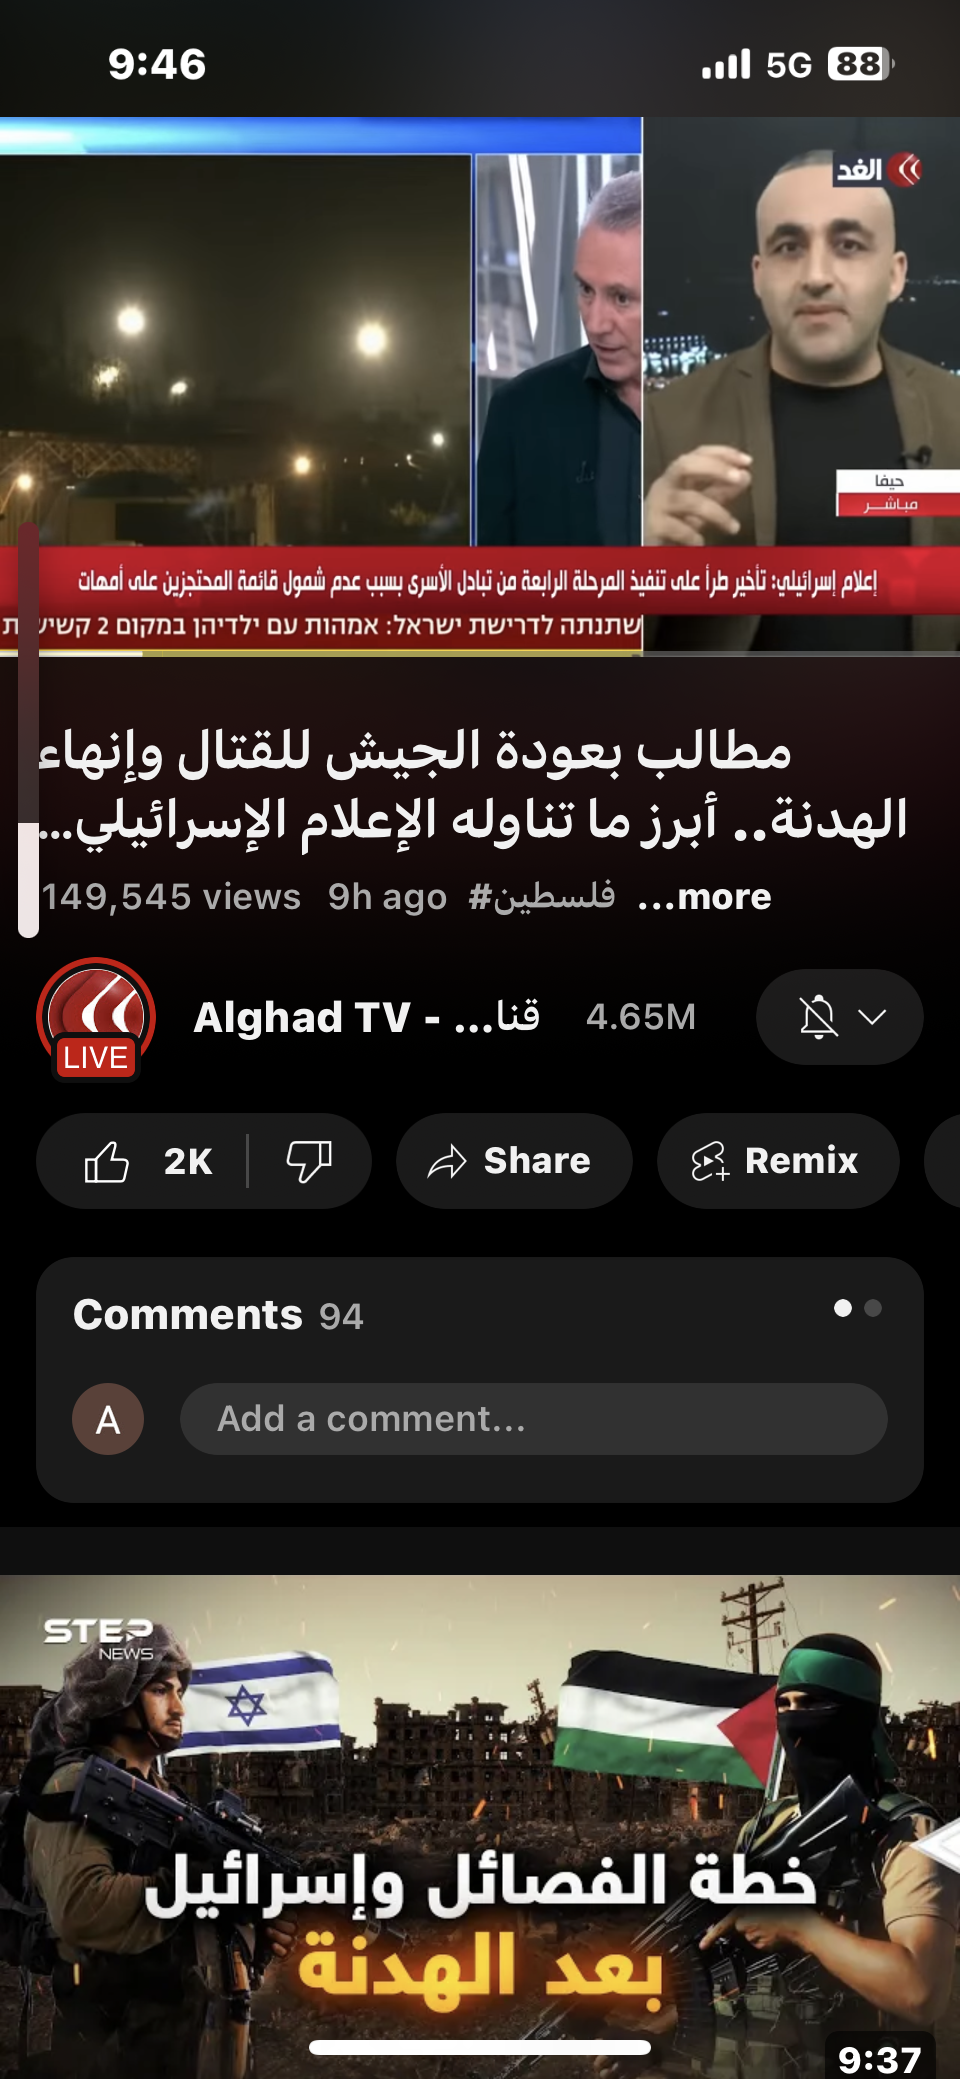 9:46
5G
88
الغد
حيفا
مباشر
إعلام إسرائيلي: تأخير طرأ على تنفيذ المرحلة الرابعة من تبادل الأسرى بسبب عدم شمول قائمة المحتجزين على أمهات
שתנתה לדרישת ישראל: אמהות עם ילדיהן במקום 2 קשיש
مطالب بعودة الجيش للقتال وإنهاء
الهدنة.. أبرز ما تناوله الإعلام الإسرائيلي...
149,545 views 9h ago #فلسطين ...more
LIVE
Alghad TV - ...قنا
4.65M
2K
Share
Remix
Comments 94
A
Add a comment...
STEP
NEWS
خطة الفصائل وإسرائيل
بعد الهدنة
9:37